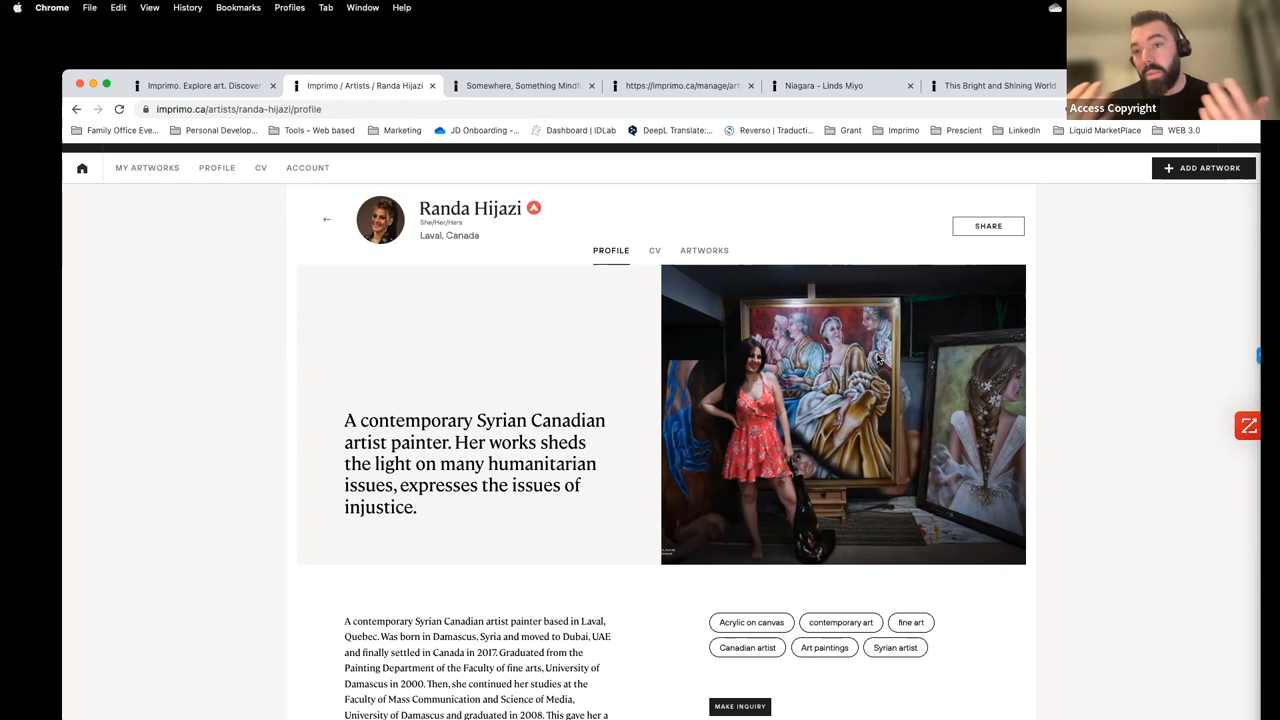 Chrome File Edit View History Bookmarks Profiles Tab Window Help
Access Copyright
Imprimo. Explore art. Discover
Imprimo / Artists / Randa Hijazi
Somewhere, Something Mindf
https://imprimo.ca/manage/art
Niagara - Linds Miyo
This Bright and Shining World
imprimo.ca/artists/randa-hijazi/profile
Family Office Eve... Personal Develop... Tools - Web based Marketing JD Onboarding -... Dashboard | IDLab DeepL Translate:... Reverso | Traducti... Grant Imprimo Prescient LinkedIn Liquid MarketPlace WEB 3.0
MY ARTWORKS PROFILE CV ACCOUNT
+ ADD ARTWORK
Randa Hijazi
She/Her/Hers
Laval, Canada
SHARE
PROFILE CV ARTWORKS
A contemporary Syrian Canadian
artist painter. Her works sheds
the light on many humanitarian
issues, expresses the issues of
injustice.
A contemporary Syrian Canadian artist painter based in Laval,
Quebec. Was born in Damascus, Syria and moved to Dubai, UAE
and finally settled in Canada in 2017. Graduated from the
Painting Department of the Faculty of fine arts, University of
Damascus in 2000. Then, she continued her studies at the
Faculty of Mass Communication and Science of Media,
University of Damascus and graduated in 2008. This gave her a
Acrylic on canvas contemporary art fine art
Canadian artist Art paintings Syrian artist
MAKE INQUIRY